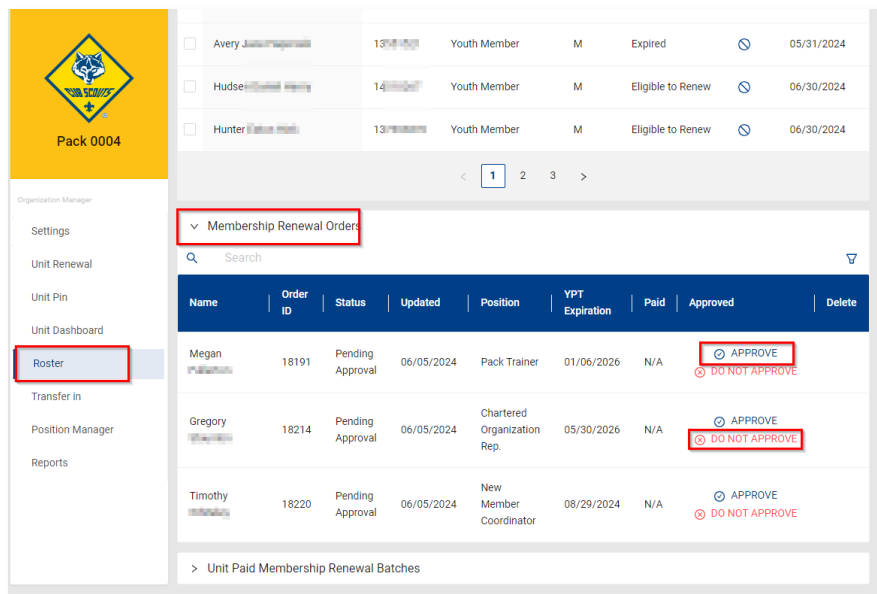 CUB SCOUTS
Pack 0004
Organization Manager
Settings
Unit Renewal
Unit Pin
Unit Dashboard
Roster
Transfer in
Position Manager
Reports
Avery Youth Member M Expired 05/31/2024
Youth Member M Eligible to Renew 06/30/2024
Hunter Youth Member M Eligible to Renew 06/30/2024
< 1 2 3 >
Membership Renewal Orders
Search
Name Order ID Status Updated Position YPT Expiration Paid Approved Delete
Megan 18191 Pending Approval 06/05/2024 Pack Trainer 01/06/2026 N/A APPROVE
DO NOT APPROVE
Gregory 18214 Pending Approval 06/05/2024 Chartered Organization Rep. 05/30/2026 N/A APPROVE
DO NOT APPROVE
Timothy 18220 Pending Approval 06/05/2024 New Member Coordinator 08/29/2024 N/A APPROVE
DO NOT APPROVE
> Unit Paid Membership Renewal Batches